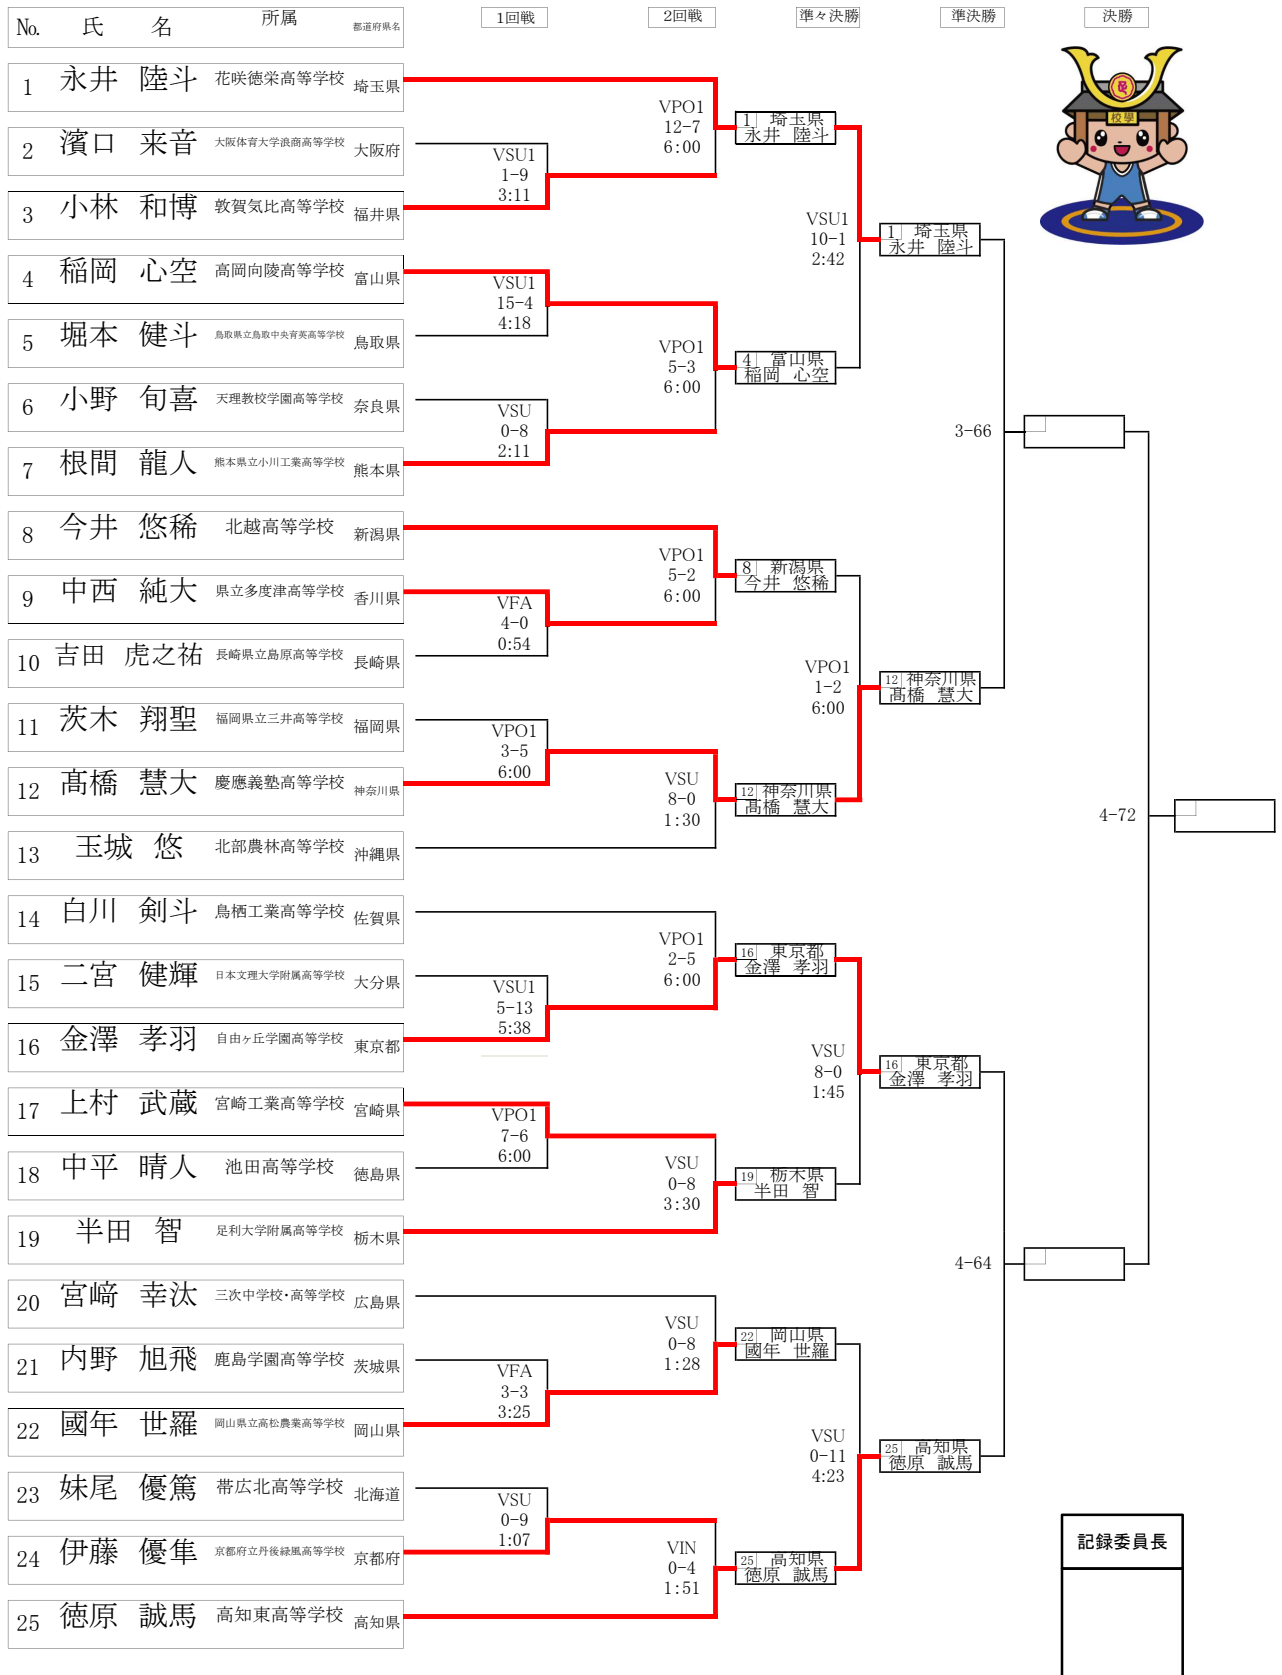 No. 氏 名 所属 都道府県名 1回戦 2回戦 準々決勝 準決勝 決勝
1 永井 陸斗 花咲徳栄高等学校 埼玉県
2 濱口 来音 大阪体育大学浪商高等学校 大阪府
3 小林 和博 敦賀気比高等学校 福井県
4 稲岡 心空 高岡向陵高等学校 富山県
5 堀本 健斗 鳥取県立鳥取中央育英高等学校 鳥取県
6 小野 旬喜 天理教校学園高等学校 奈良県
7 根間 龍人 熊本県立小川工業高等学校 熊本県
8 今井 悠稀 北越高等学校 新潟県
9 中西 純大 県立多度津高等学校 香川県
10 吉田 虎之祐 長崎県立島原高等学校 長崎県
11 茨木 翔聖 福岡県立三井高等学校 福岡県
12 髙橋 慧大 慶應義塾高等学校 神奈川県
13 玉城 悠 北部農林高等学校 沖縄県
14 白川 剣斗 鳥栖工業高等学校 佐賀県
15 二宮 健輝 日本文理大学附属高等学校 大分県
16 金澤 孝羽 自由ヶ丘学園高等学校 東京都
17 上村 武蔵 宮崎工業高等学校 宮崎県
18 中平 晴人 池田高等学校 徳島県
19 半田 智 足利大学附属高等学校 栃木県
20 宮﨑 幸汰 三次中学校・高等学校 広島県
21 内野 旭飛 鹿島学園高等学校 茨城県
22 國年 世羅 岡山県立高松農業高等学校 岡山県
23 妹尾 優篤 帯広北高等学校 北海道
24 伊藤 優隼 京都府立丹後緑風高等学校 京都府
25 徳原 誠馬 高知東高等学校 高知県
VSU1
1-9
3:11
VSU1
15-4
4:18
VSU
0-8
2:11
VFA
4-0
0:54
VPO1
3-5
6:00
VSU1
5-13
5:38
VPO1
7-6
6:00
VFA
3-3
3:25
VSU
0-9
1:07
VPO1
12-7
6:00
VPO1
5-3
6:00
VPO1
5-2
6:00
VSU
8-0
1:30
VPO1
2-5
6:00
VSU
0-8
3:30
VSU
0-8
1:28
VIN
0-4
1:51
1 埼玉県
永井 陸斗
4 富山県
稲岡 心空
8 新潟県
今井 悠稀
12 神奈川県
髙橋 慧大
16 東京都
金澤 孝羽
19 栃木県
半田 智
22 岡山県
國年 世羅
25 高知県
徳原 誠馬
VSU1
10-1
2:42
VPO1
1-2
6:00
VSU
8-0
1:45
VSU
0-11
4:23
1 埼玉県
永井 陸斗
12 神奈川県
髙橋 慧大
16 東京都
金澤 孝羽
25 高知県
徳原 誠馬
3-66
4-64
4-72
校學
記録委員長